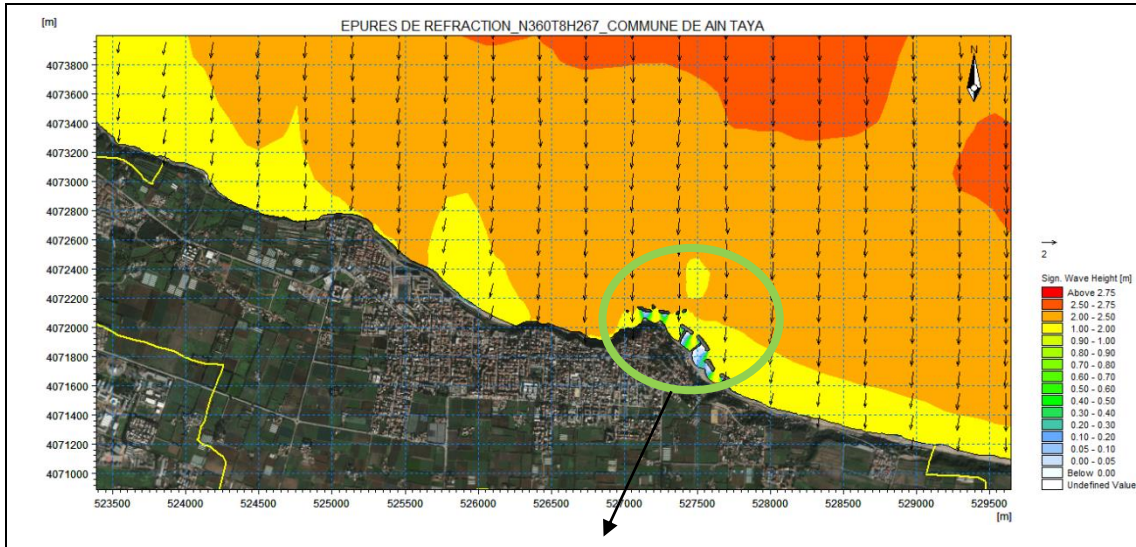 EPURES DE REFRACTION_N360T8H267_COMMUNE DE AIN TAYA
[m]
4073800
4073600
4073400
4073200
4073000
4072800
4072600
4072400
4072200
4072000
4071800
4071600
4071400
4071200
4071000
N
523500 524000 524500 525000 525500 526000 526500 527000 527500 528000 528500 529000 529500
[m]
2
Sign. Wave Height [m]
Above 2.75
2.50 - 2.75
2.00 - 2.50
1.00 - 2.00
0.90 - 1.00
0.80 - 0.90
0.70 - 0.80
0.60 - 0.70
0.50 - 0.60
0.40 - 0.50
0.30 - 0.40
0.20 - 0.30
0.10 - 0.20
0.05 - 0.10
0.00 - 0.05
Below 0.00
Undefined Value